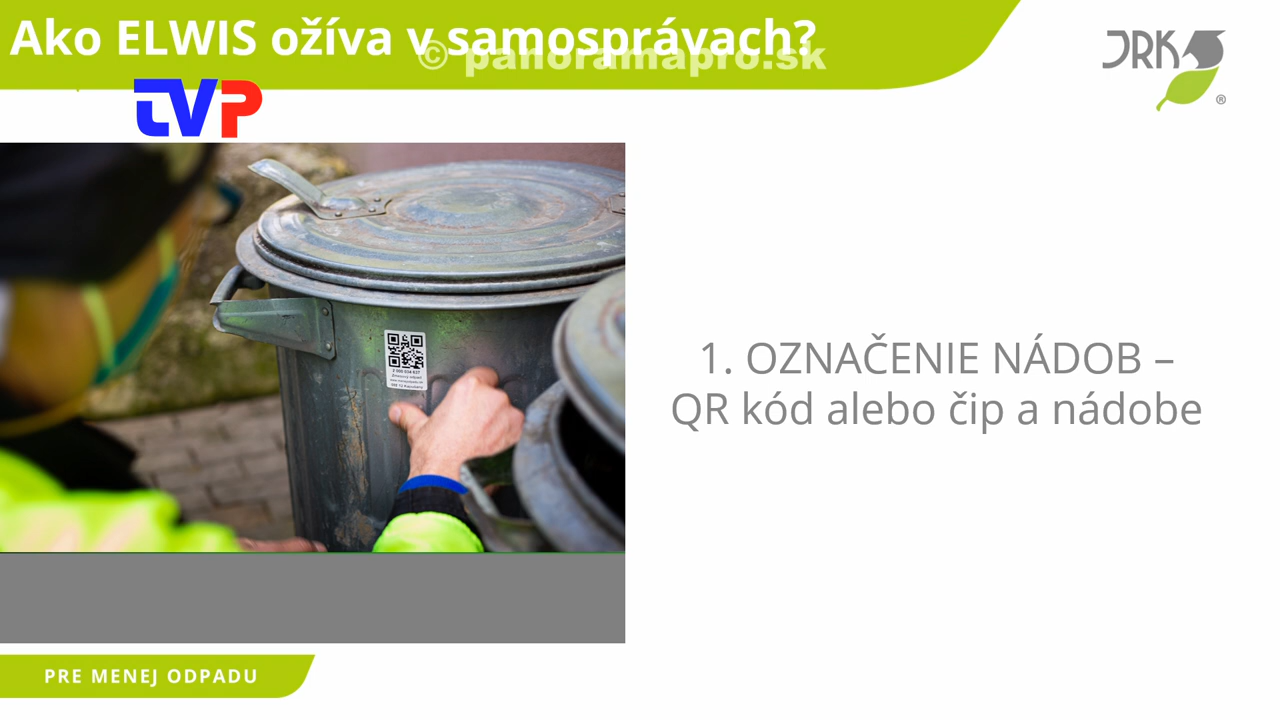 Ako ELWIS ožíva v samosprávach?
© panoramapro.sk
JRK
®
TVP
1. OZNAČENIE NÁDOB –
QR kód alebo čip a nádobe
PRE MENEJ ODPADU